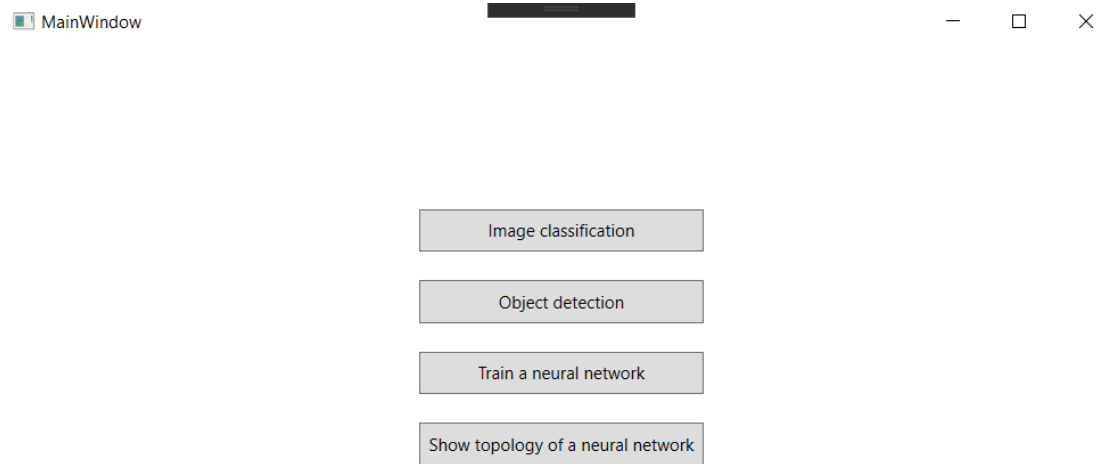 MainWindow
Image classification
Object detection
Train a neural network
Show topology of a neural network